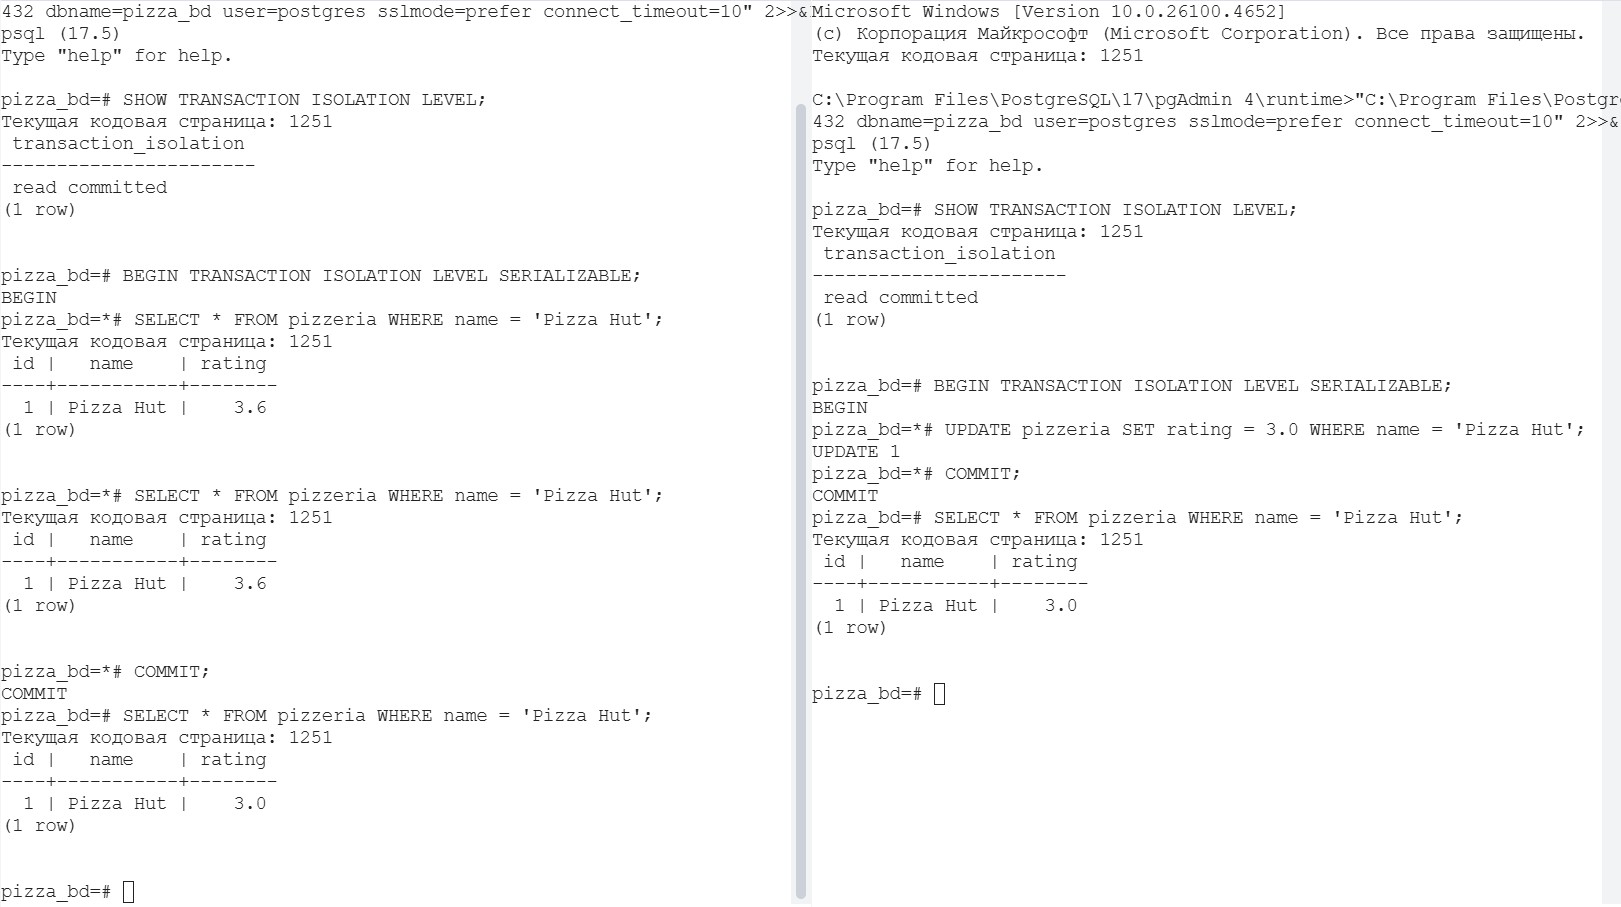 432 dbname=pizza_bd user=postgres sslmode=prefer connect_timeout=10" 2>>&
psql (17.5)
Type "help" for help.
pizza_bd=# SHOW TRANSACTION ISOLATION LEVEL;
Текущая кодовая страница: 1251
transaction_isolation
-----------------------
read committed
(1 row)
pizza_bd=# BEGIN TRANSACTION ISOLATION LEVEL SERIALIZABLE;
BEGIN
pizza_bd=*# SELECT * FROM pizzeria WHERE name = 'Pizza Hut';
Текущая кодовая страница: 1251
id |   name    | rating
----+-----------+--------
1 | Pizza Hut |    3.6
(1 row)
pizza_bd=*# SELECT * FROM pizzeria WHERE name = 'Pizza Hut';
Текущая кодовая страница: 1251
id |   name    | rating
----+-----------+--------
1 | Pizza Hut |    3.6
(1 row)
pizza_bd=*# COMMIT;
COMMIT
pizza_bd=# SELECT * FROM pizzeria WHERE name = 'Pizza Hut';
Текущая кодовая страница: 1251
id |   name    | rating
----+-----------+--------
1 | Pizza Hut |    3.0
(1 row)
pizza_bd=#
Microsoft Windows [Version 10.0.26100.4652]
(c) Корпорация Майкрософт (Microsoft Corporation). Все права защищены.
Текущая кодовая страница: 1251
C:\Program Files\PostgreSQL\17\pgAdmin 4\runtime>"C:\Program Files\Postgr
432 dbname=pizza_bd user=postgres sslmode=prefer connect_timeout=10" 2>>&
psql (17.5)
Type "help" for help.
pizza_bd=# SHOW TRANSACTION ISOLATION LEVEL;
Текущая кодовая страница: 1251
transaction_isolation
-----------------------
read committed
(1 row)
pizza_bd=# BEGIN TRANSACTION ISOLATION LEVEL SERIALIZABLE;
BEGIN
pizza_bd=*# UPDATE pizzeria SET rating = 3.0 WHERE name = 'Pizza Hut';
UPDATE 1
pizza_bd=*# COMMIT;
COMMIT
pizza_bd=# SELECT * FROM pizzeria WHERE name = 'Pizza Hut';
Текущая кодовая страница: 1251
id |   name    | rating
----+-----------+--------
1 | Pizza Hut |    3.0
(1 row)
pizza_bd=#